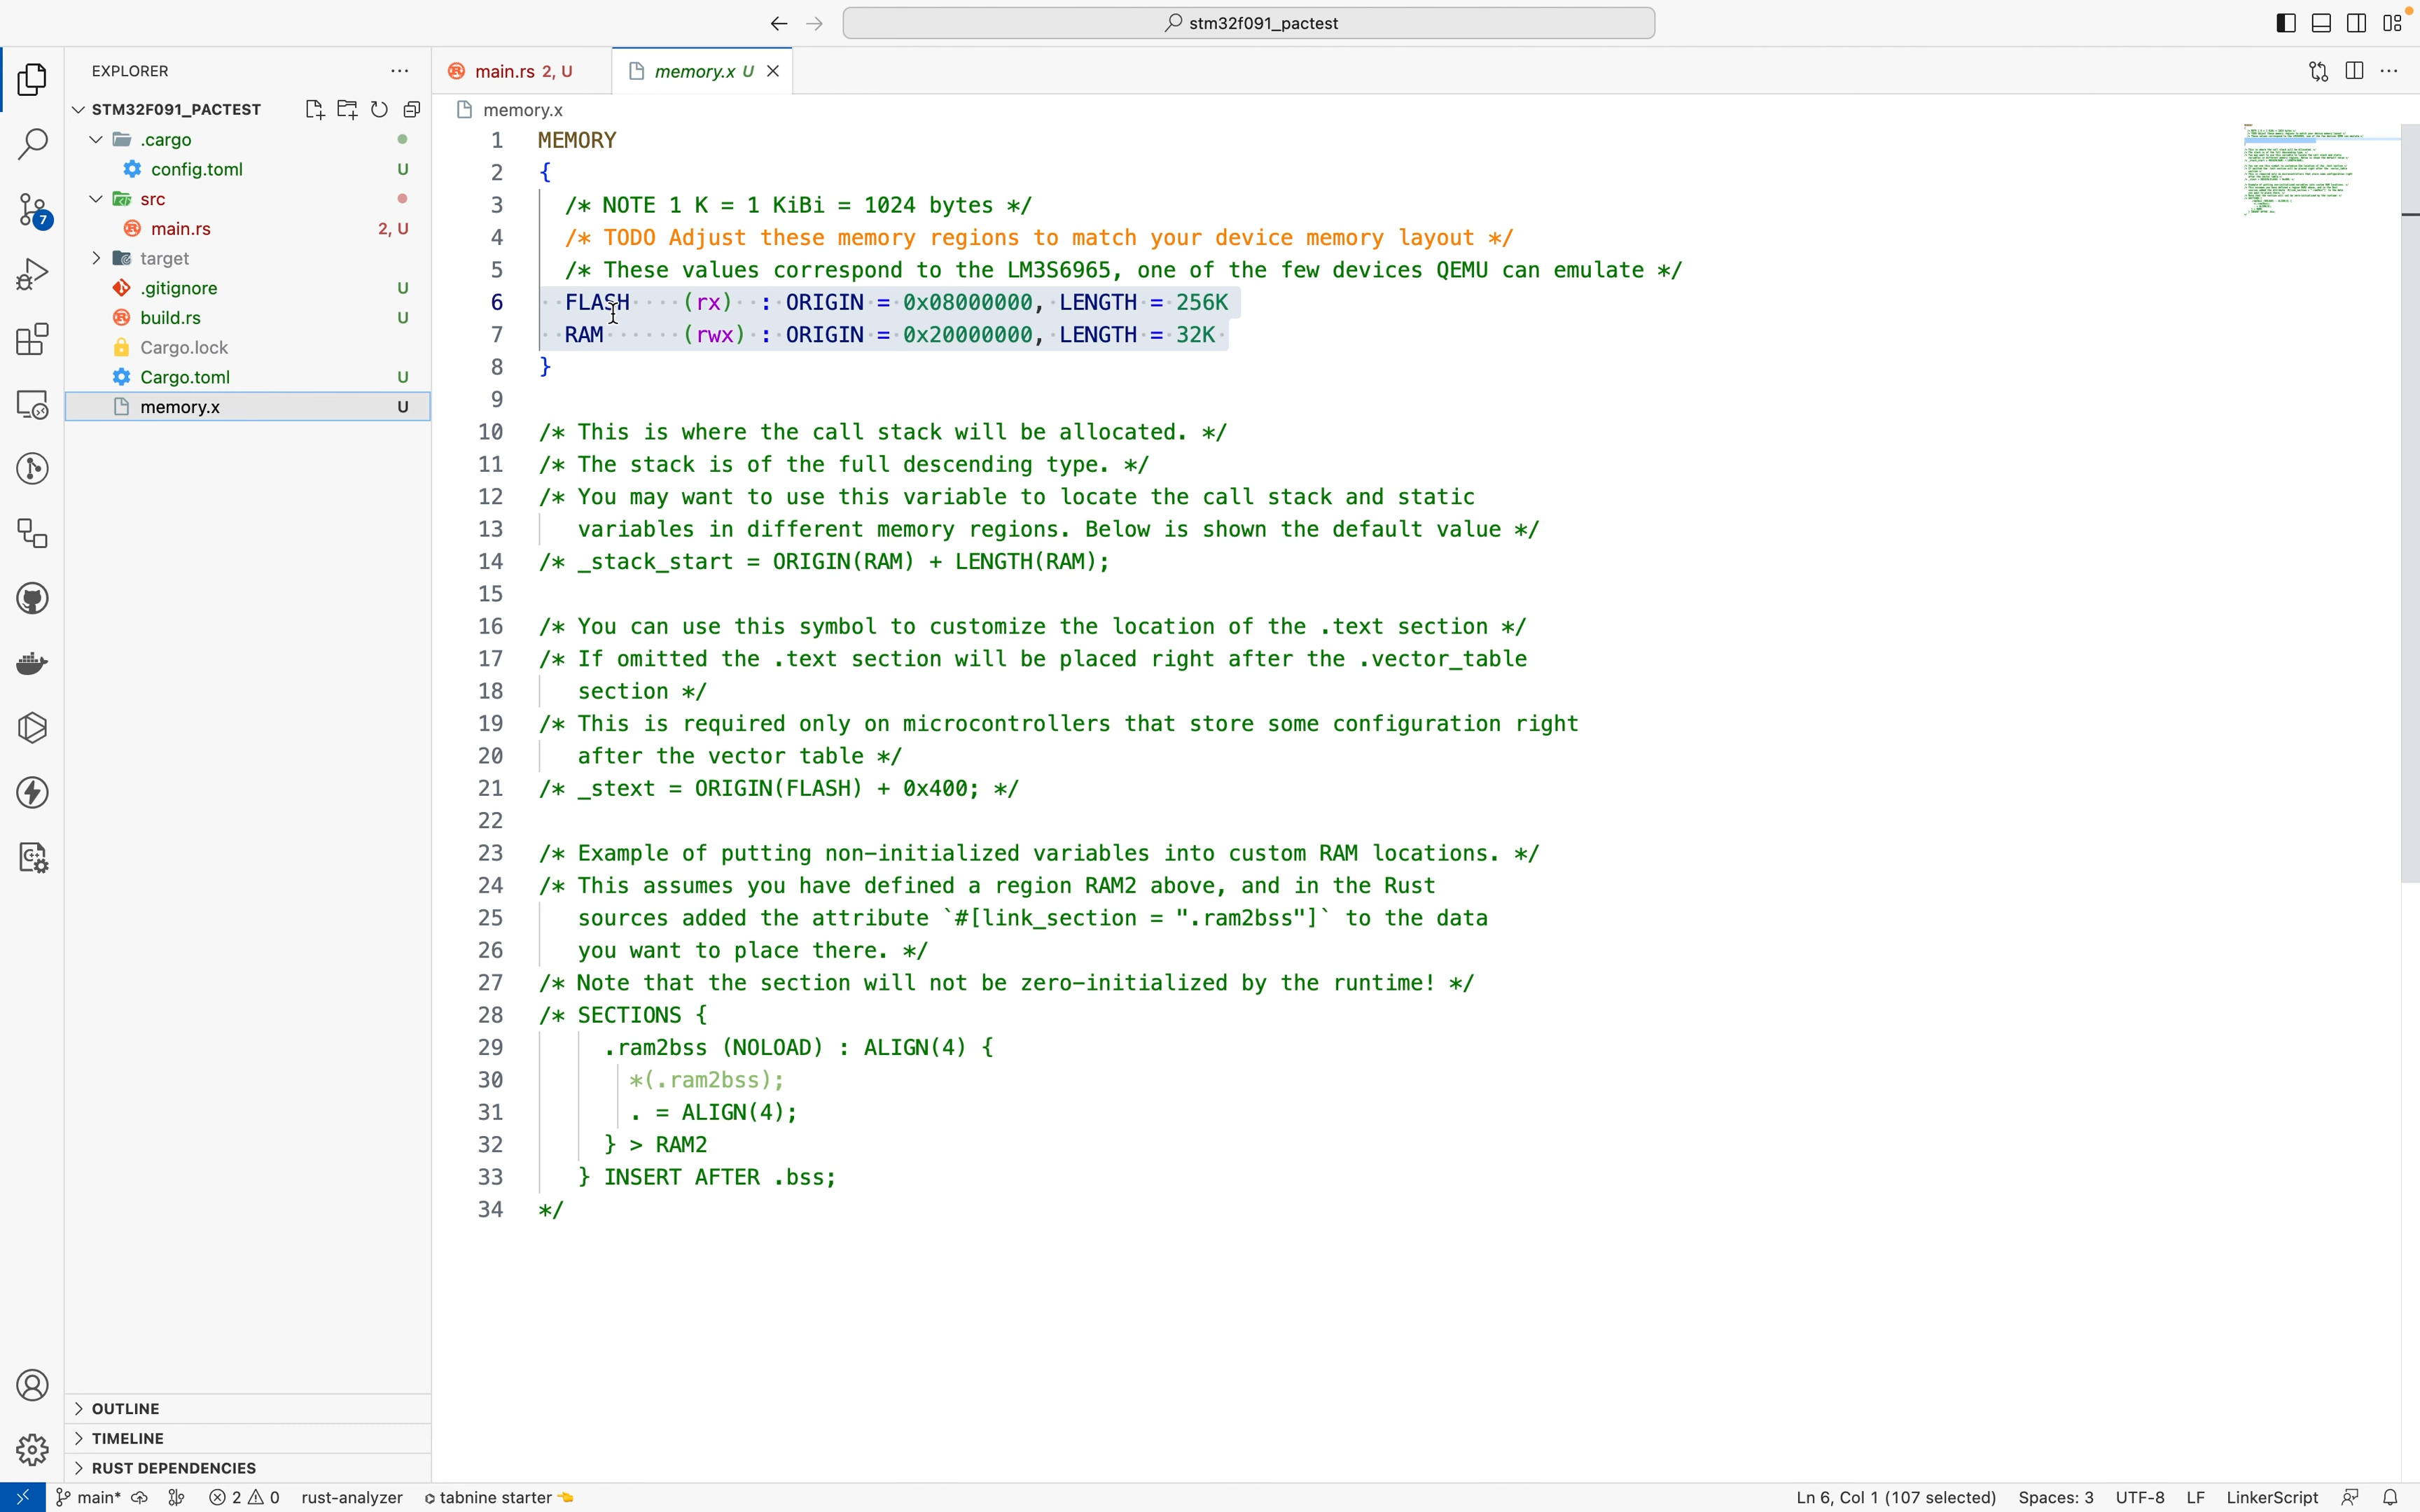 stm32f091_pactest
EXPLORER
main.rs 2, U
memory.x U
STM32F091_PACTEST
memory.x
.cargo
config.toml U
src
main.rs 2, U
target
.gitignore U
build.rs U
Cargo.lock
Cargo.toml U
memory.x U
7
1 MEMORY
2 {
3 /* NOTE 1 K = 1 KiBi = 1024 bytes */
4 /* TODO Adjust these memory regions to match your device memory layout */
5 /* These values correspond to the LM3S6965, one of the few devices QEMU can emulate */
6 FLASH (rx) : ORIGIN = 0x08000000, LENGTH = 256K
7 RAM (rwx) : ORIGIN = 0x20000000, LENGTH = 32K
8 }
9
10 /* This is where the call stack will be allocated. */
11 /* The stack is of the full descending type. */
12 /* You may want to use this variable to locate the call stack and static
13 variables in different memory regions. Below is shown the default value */
14 /* _stack_start = ORIGIN(RAM) + LENGTH(RAM);
15
16 /* You can use this symbol to customize the location of the .text section */
17 /* If omitted the .text section will be placed right after the .vector_table
18 section */
19 /* This is required only on microcontrollers that store some configuration right
20 after the vector table */
21 /* _stext = ORIGIN(FLASH) + 0x400; */
22
23 /* Example of putting non-initialized variables into custom RAM locations. */
24 /* This assumes you have defined a region RAM2 above, and in the Rust
25 sources added the attribute `#[link_section = ".ram2bss"]` to the data
26 you want to place there. */
27 /* Note that the section will not be zero-initialized by the runtime! */
28 /* SECTIONS {
29 .ram2bss (NOLOAD) : ALIGN(4) {
30 *(.ram2bss);
31 . = ALIGN(4);
32 } > RAM2
33 } INSERT AFTER .bss;
34 */
OUTLINE
TIMELINE
RUST DEPENDENCIES
main* 2 0 rust-analyzer tabnine starter Ln 6, Col 1 (107 selected) Spaces: 3 UTF-8 LF LinkerScript